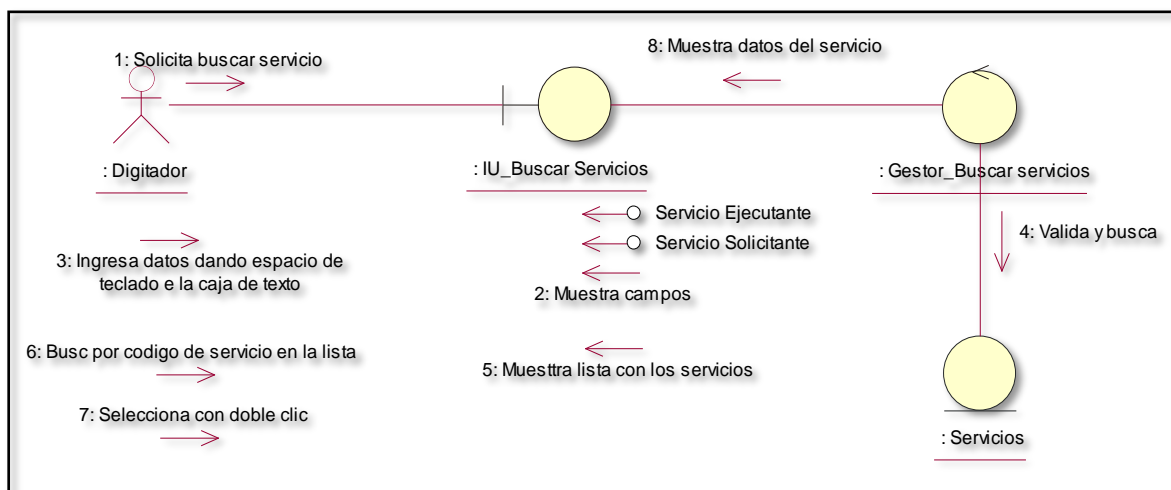 1: Solicita buscar servicio
8: Muestra datos del servicio
: Digitador
: IU_Buscar Servicios
: Gestor_Buscar servicios
Servicio Ejecutante
Servicio Solicitante
4: Valida y busca
3: Ingresa datos dando espacio de
teclado e la caja de texto
2: Muestra campos
6: Busc por codigo de servicio en la lista
5: Muesttra lista con los servicios
7: Selecciona con doble clic
: Servicios